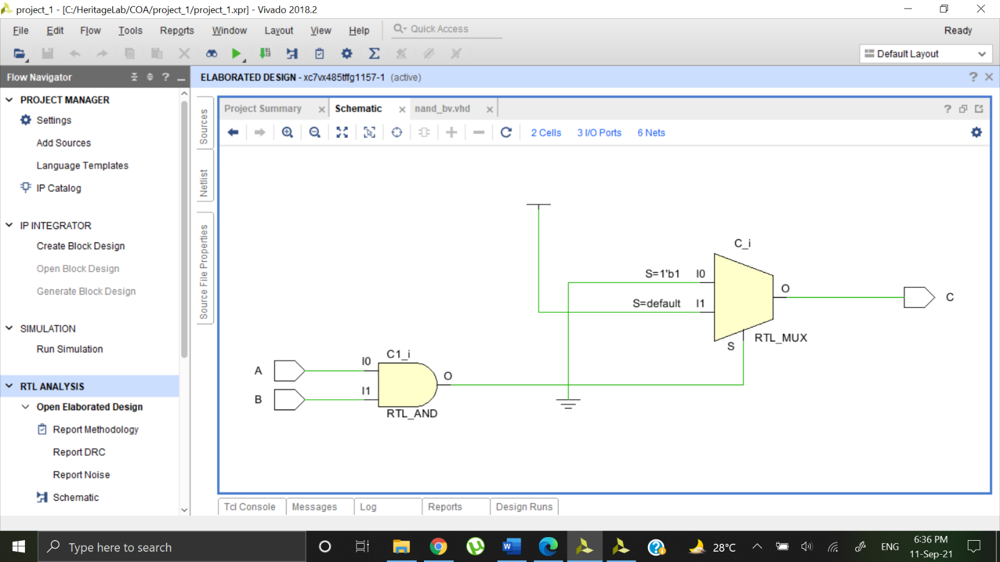 project_1 - [C:/HeritageLab/COA/project_1/project_1.xpr] - Vivado 2018.2
File Edit Flow Tools Reports Window Layout View Help Quick Access Ready
Default Layout
Flow Navigator
ELABORATED DESIGN - xc7vx485tffg1157-1 (active)
PROJECT MANAGER
Settings
Add Sources
Language Templates
IP Catalog
IP INTEGRATOR
Create Block Design
Open Block Design
Generate Block Design
SIMULATION
Run Simulation
RTL ANALYSIS
Open Elaborated Design
Report Methodology
Report DRC
Report Noise
Schematic
Sources
Netlist
Source File Properties
Project Summary Schematic nand_bv.vhd
2 Cells 3 I/O Ports 6 Nets
C_i
S=1'b1 I0
O
S=default I1
C
S
RTL_MUX
C1_i
A
I0
O
B
I1
RTL_AND
Tcl Console Messages Log Reports Design Runs
Type here to search
28°C
ENG
6:36 PM
11-Sep-21